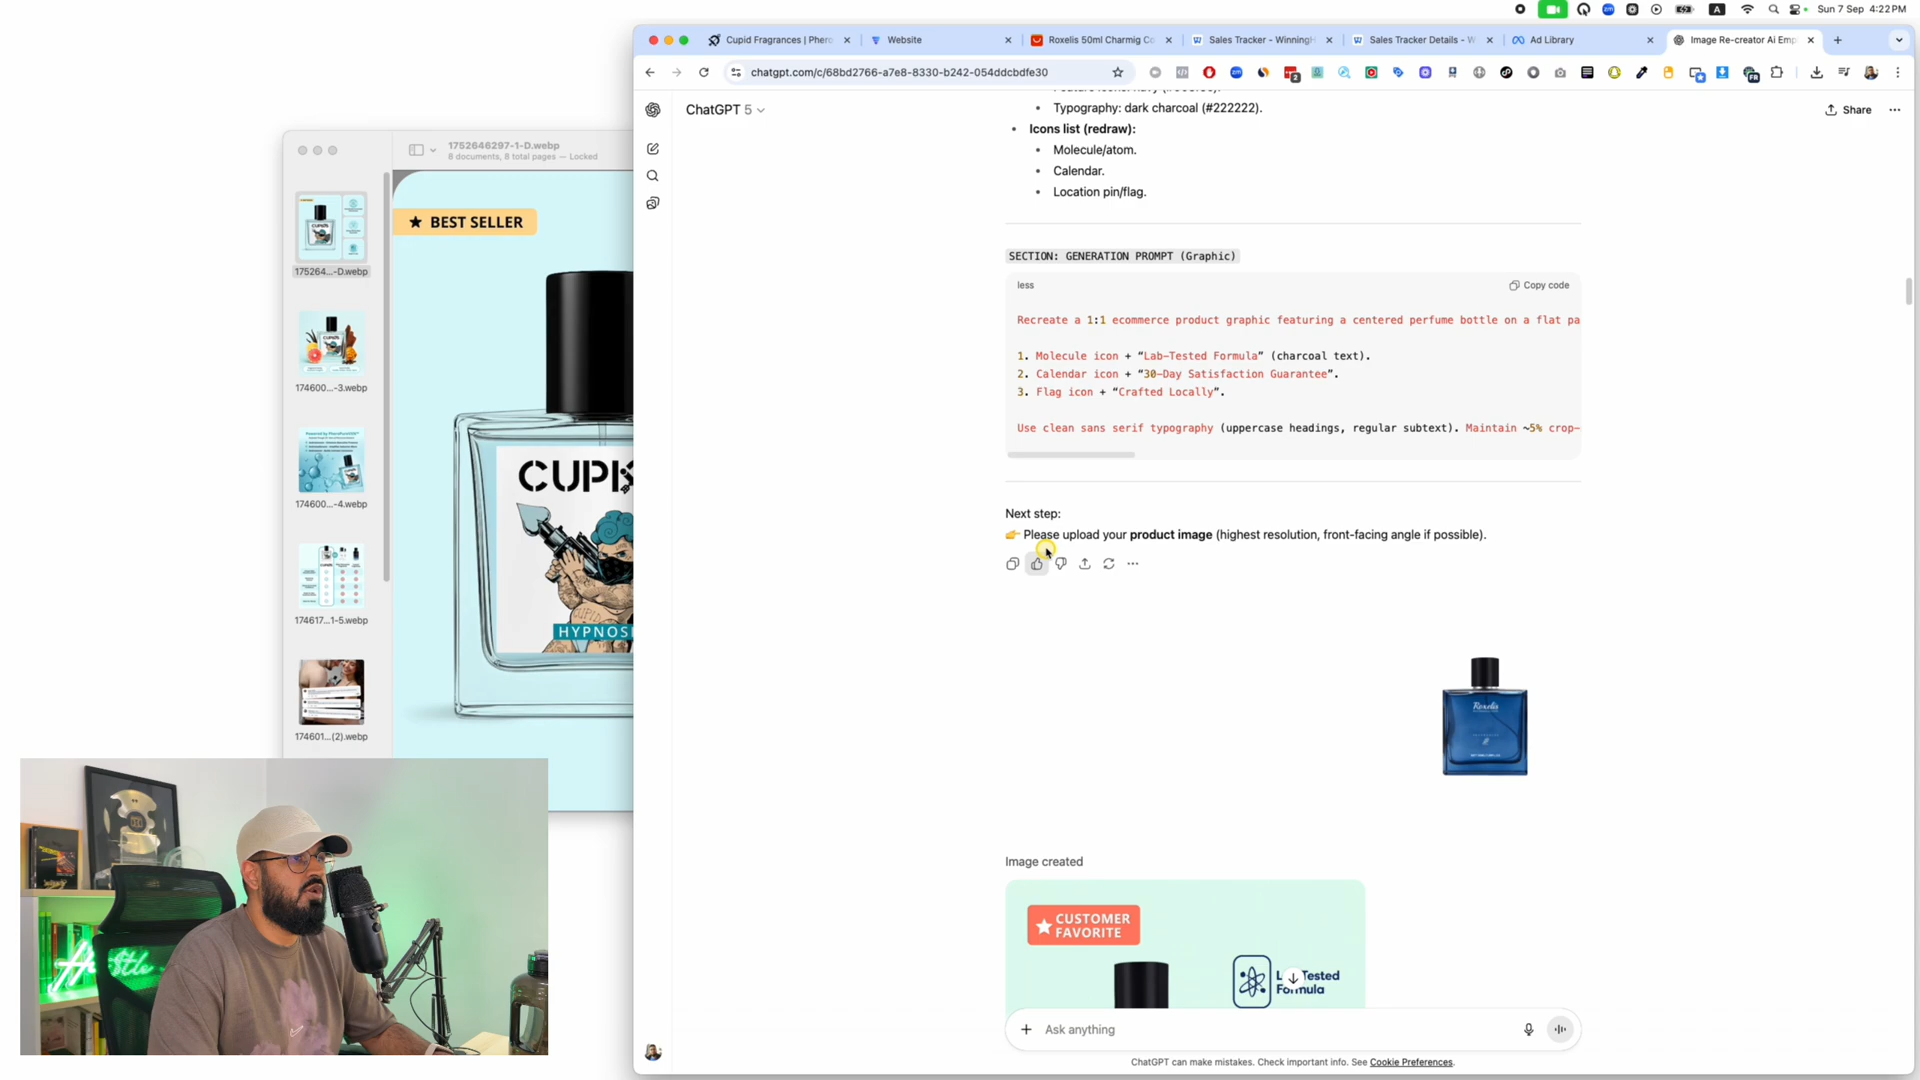 Sun 7 Sep 4:22PM
Cupid Fragrances | Phero
Website
Roxelis 50ml Charmig Co
Sales Tracker - WinningH
Sales Tracker Details - W
Ad Library
Image Re-creator Ai Emp
chatgpt.com/c/68bd2766-a7e8-8330-b242-054ddcbdfe30
ChatGPT 5
Share
Typography: dark charcoal (#222222).
Icons list (redraw):
Molecule/atom.
Calendar.
Location pin/flag.
SECTION: GENERATION PROMPT (Graphic)
less
Copy code
Recreate a 1:1 ecommerce product graphic featuring a centered perfume bottle on a flat pa
1. Molecule icon + “Lab-Tested Formula” (charcoal text).
2. Calendar icon + “30-Day Satisfaction Guarantee”.
3. Flag icon + “Crafted Locally”.
Use clean sans serif typography (uppercase headings, regular subtext). Maintain ~5% crop-
Next step:
👉 Please upload your product image (highest resolution, front-facing angle if possible).
Roxelis
Image created
CUSTOMER
FAVORITE
Tested
Formula
Ask anything
ChatGPT can make mistakes. Check important info. See Cookie Preferences.
1752646297-1-D.webp
8 documents, 8 total pages — Locked
175264...-D.webp
174600...-3.webp
174600...-4.webp
174617...1-5.webp
174601...(2).webp
BEST SELLER
CUPI
HYPNOS
CUPID
Hustle